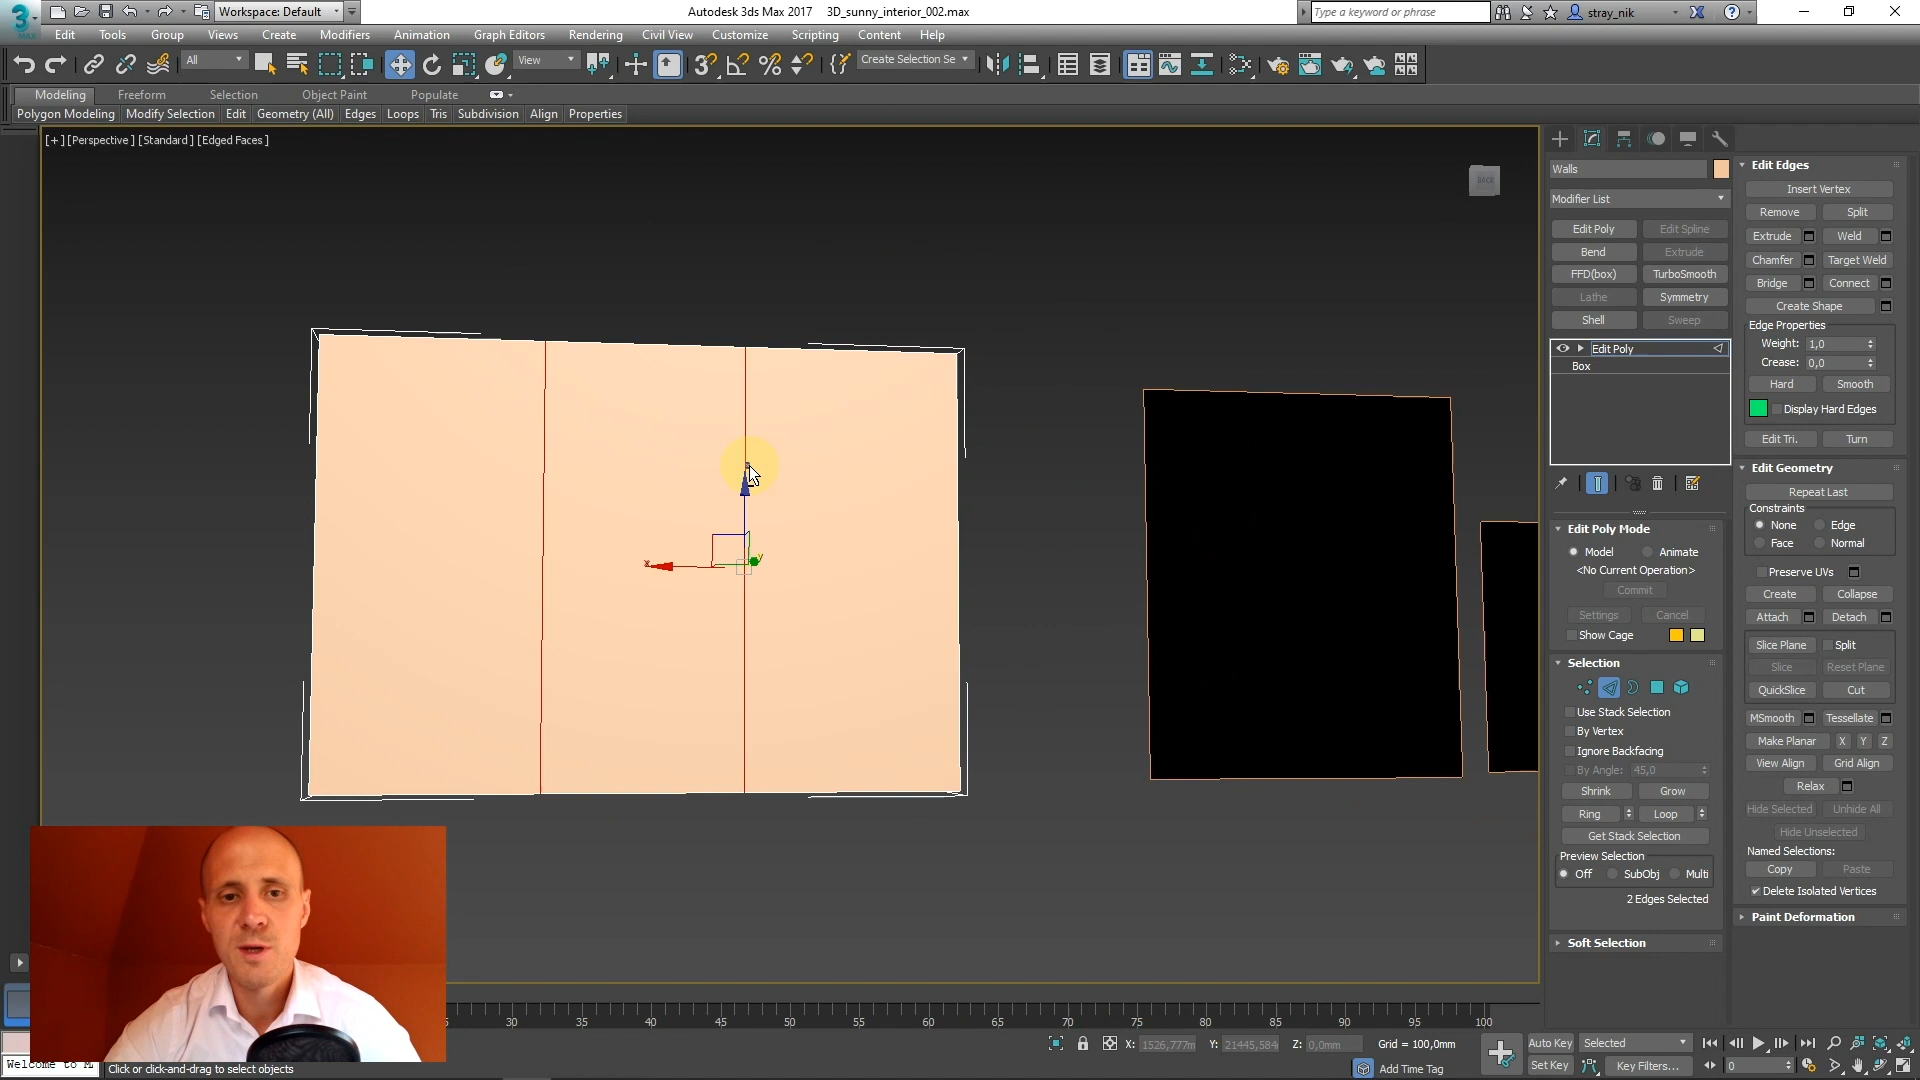 3 MAX Workspace: Default Autodesk 3ds Max 2017 3D_sunny_interior_002.max Type a keyword or phrase stray_nik
Edit Tools Group Views Create Modifiers Animation Graph Editors Rendering Civil View Customize Scripting Content Help
All View Create Selection Se
Modeling Freeform Selection Object Paint Populate
Polygon Modeling Modify Selection Edit Geometry (All) Edges Loops Tris Subdivision Align Properties
[+] [Perspective ] [Standard ] [Edged Faces ]
BACK
x
y
Walls
Modifier List
Edit Poly Edit Spline
Bend Extrude
FFD(box) TurboSmooth
Lathe Symmetry
Shell Sweep
Edit Poly
Box
Edit Poly Mode
Model Animate
<No Current Operation>
Commit
Settings Cancel
Show Cage
Selection
Use Stack Selection
By Vertex
Ignore Backfacing
By Angle: 45,0
Shrink Grow
Ring Loop
Get Stack Selection
Preview Selection
Off SubObj Multi
2 Edges Selected
Soft Selection
Edit Edges
Insert Vertex
Remove Split
Extrude Weld
Chamfer Target Weld
Bridge Connect
Create Shape
Edge Properties
Weight: 1,0
Crease: 0,0
Hard Smooth
Display Hard Edges
Edit Tri. Turn
Edit Geometry
Repeat Last
Constraints
None Edge
Face Normal
Preserve UVs
Create Collapse
Attach Detach
Slice Plane Split
Slice Reset Plane
QuickSlice Cut
MSmooth Tessellate
Make Planar X Y Z
View Align Grid Align
Relax
Hide Selected Unhide All
Hide Unselected
Named Selections:
Copy Paste
Delete Isolated Vertices
Paint Deformation
30 35 40 45 50 55 60 65 70 75 80 85 90 95 100
X: 1526,777m Y: 21445,584 Z: 0,0mm Grid = 100,0mm Auto Key Selected
Welcome to M Click or click-and-drag to select objects Add Time Tag Set Key Key Filters... 0